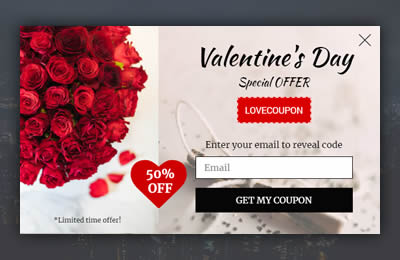 Valentine's Day
Special OFFER
LOVECOUPON
Enter your email to reveal code
Email
GET MY COUPON
50%
OFF
*Limited time offer!